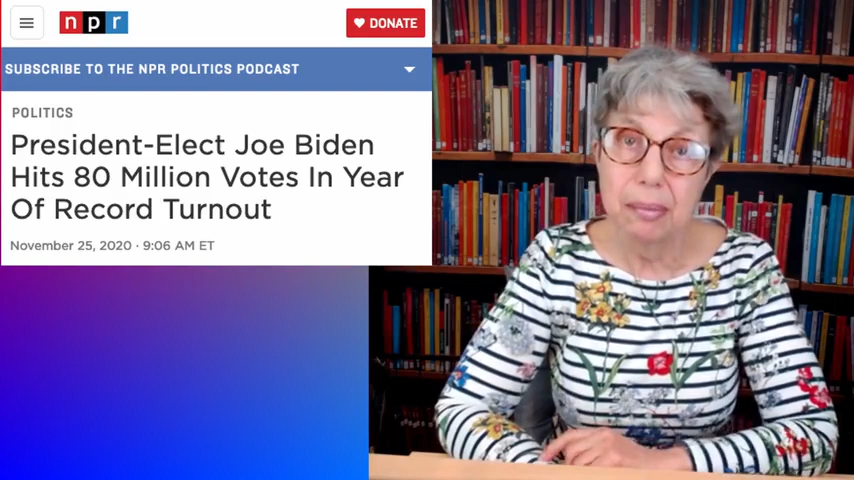 npr
DONATE
SUBSCRIBE TO THE NPR POLITICS PODCAST
POLITICS
President-Elect Joe Biden
Hits 80 Million Votes In Year
Of Record Turnout
November 25, 2020 · 9:06 AM ET